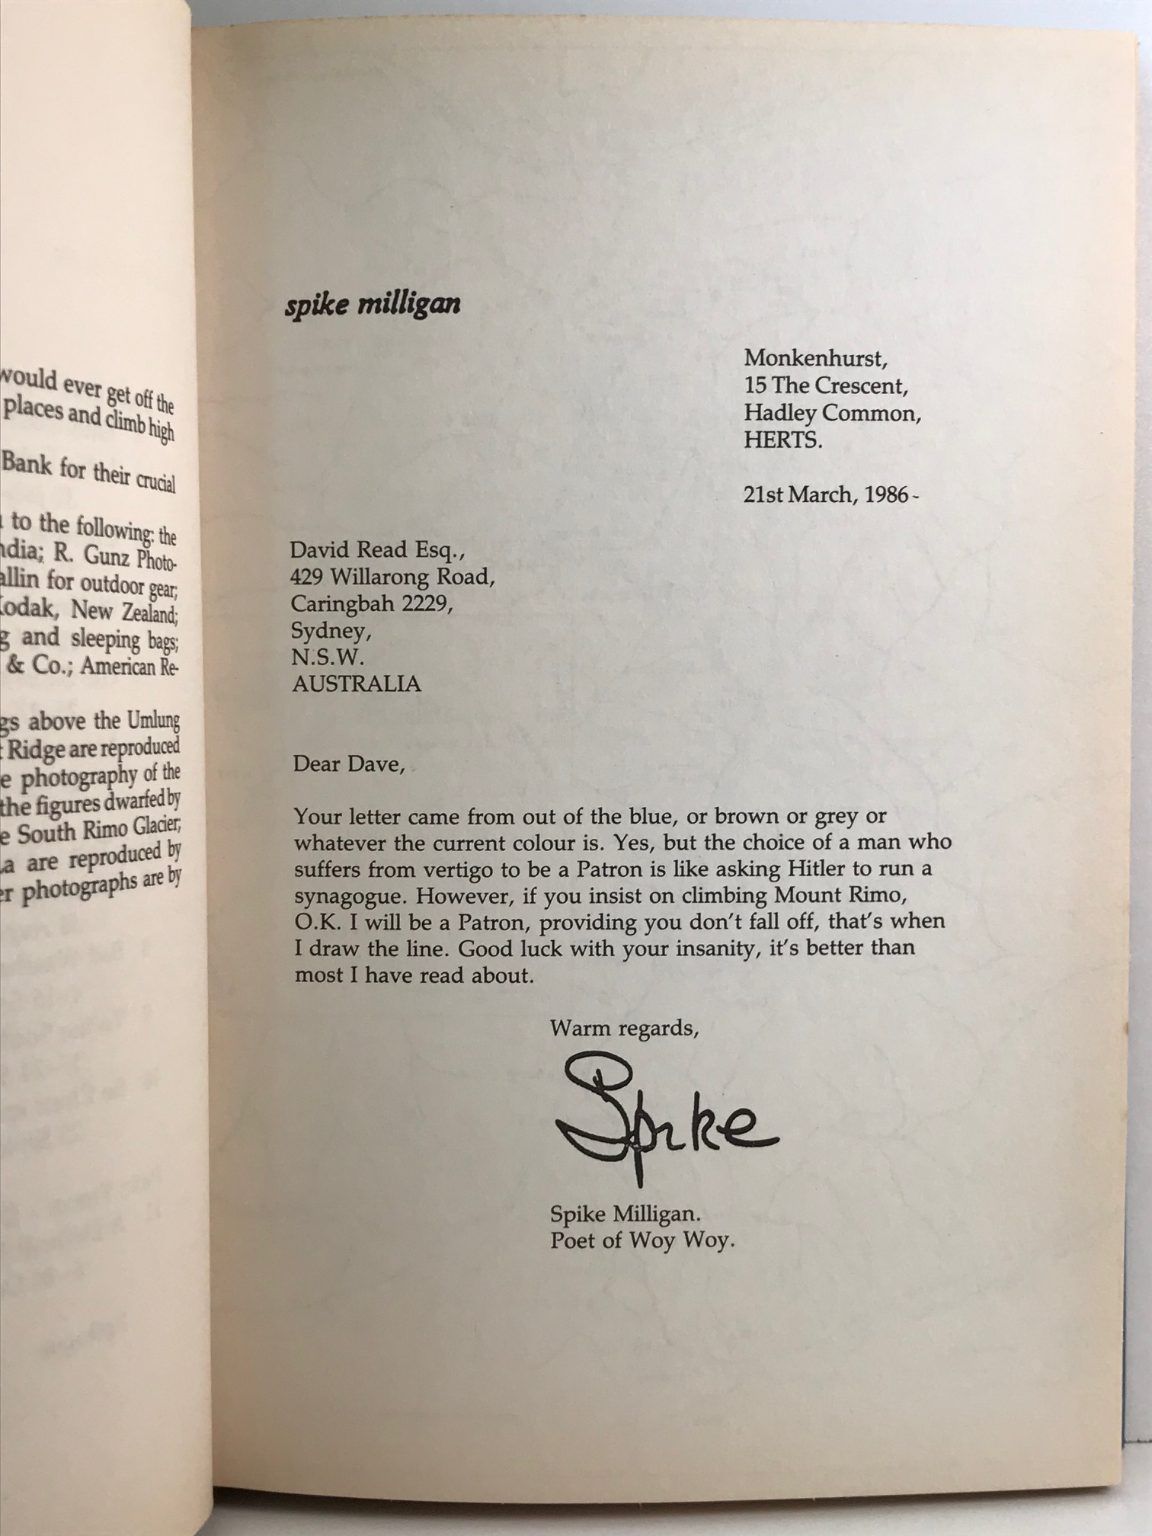 would ever get off the
places and climb high
Bank for their crucial
to the following: the
R. Gunz Photo-
for outdoor gear;
New Zealand;
and sleeping bags;
& Co.; American Re-
above the Umlung
Ridge are reproduced
photography of the
the figures dwarfed by
South Rimo Glacier;
are reproduced by
photographs are by
spike milligan
Monkenhurst,
15 The Crescent,
Hadley Common,
HERTS.
21st March, 1986-
David Read Esq.,
429 Willarong Road,
Caringbah 2229,
Sydney,
N.S.W.
AUSTRALIA
Dear Dave,
Your letter came from out of the blue, or brown or grey or
whatever the current colour is. Yes, but the choice of a man who
suffers from vertigo to be a Patron is like asking Hitler to run a
synagogue. However, if you insist on climbing Mount Rimo,
O.K. I will be a Patron, providing you don't fall off, that's when
I draw the line. Good luck with your insanity, it's better than
most I have read about.
Warm regards,
Spike
Spike Milligan.
Poet of Woy Woy.